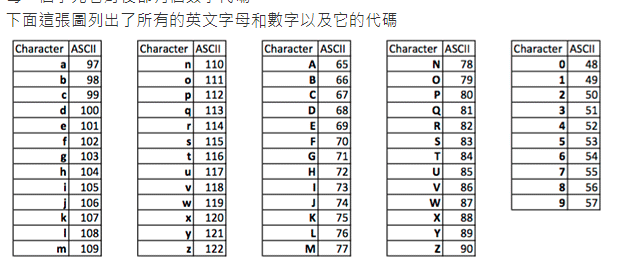 下面這張圖列出了所有的英文字母和數字以及它的代碼
Character ASCII Character ASCII Character ASCII Character ASCII Character ASCII
a 97 n 110 A 65 N 78 0 48
b 98 o 111 B 66 O 79 1 49
c 99 p 112 C 67 P 80 2 50
d 100 q 113 D 68 Q 81 3 51
e 101 r 114 E 69 R 82 4 52
f 102 s 115 F 70 S 83 5 53
g 103 t 116 G 71 T 84 6 54
h 104 u 117 H 72 U 85 7 55
i 105 v 118 I 73 V 86 8 56
j 106 w 119 J 74 W 87 9 57
k 107 x 120 K 75 X 88
l 108 y 121 L 76 Y 89
m 109 z 122 M 77 Z 90